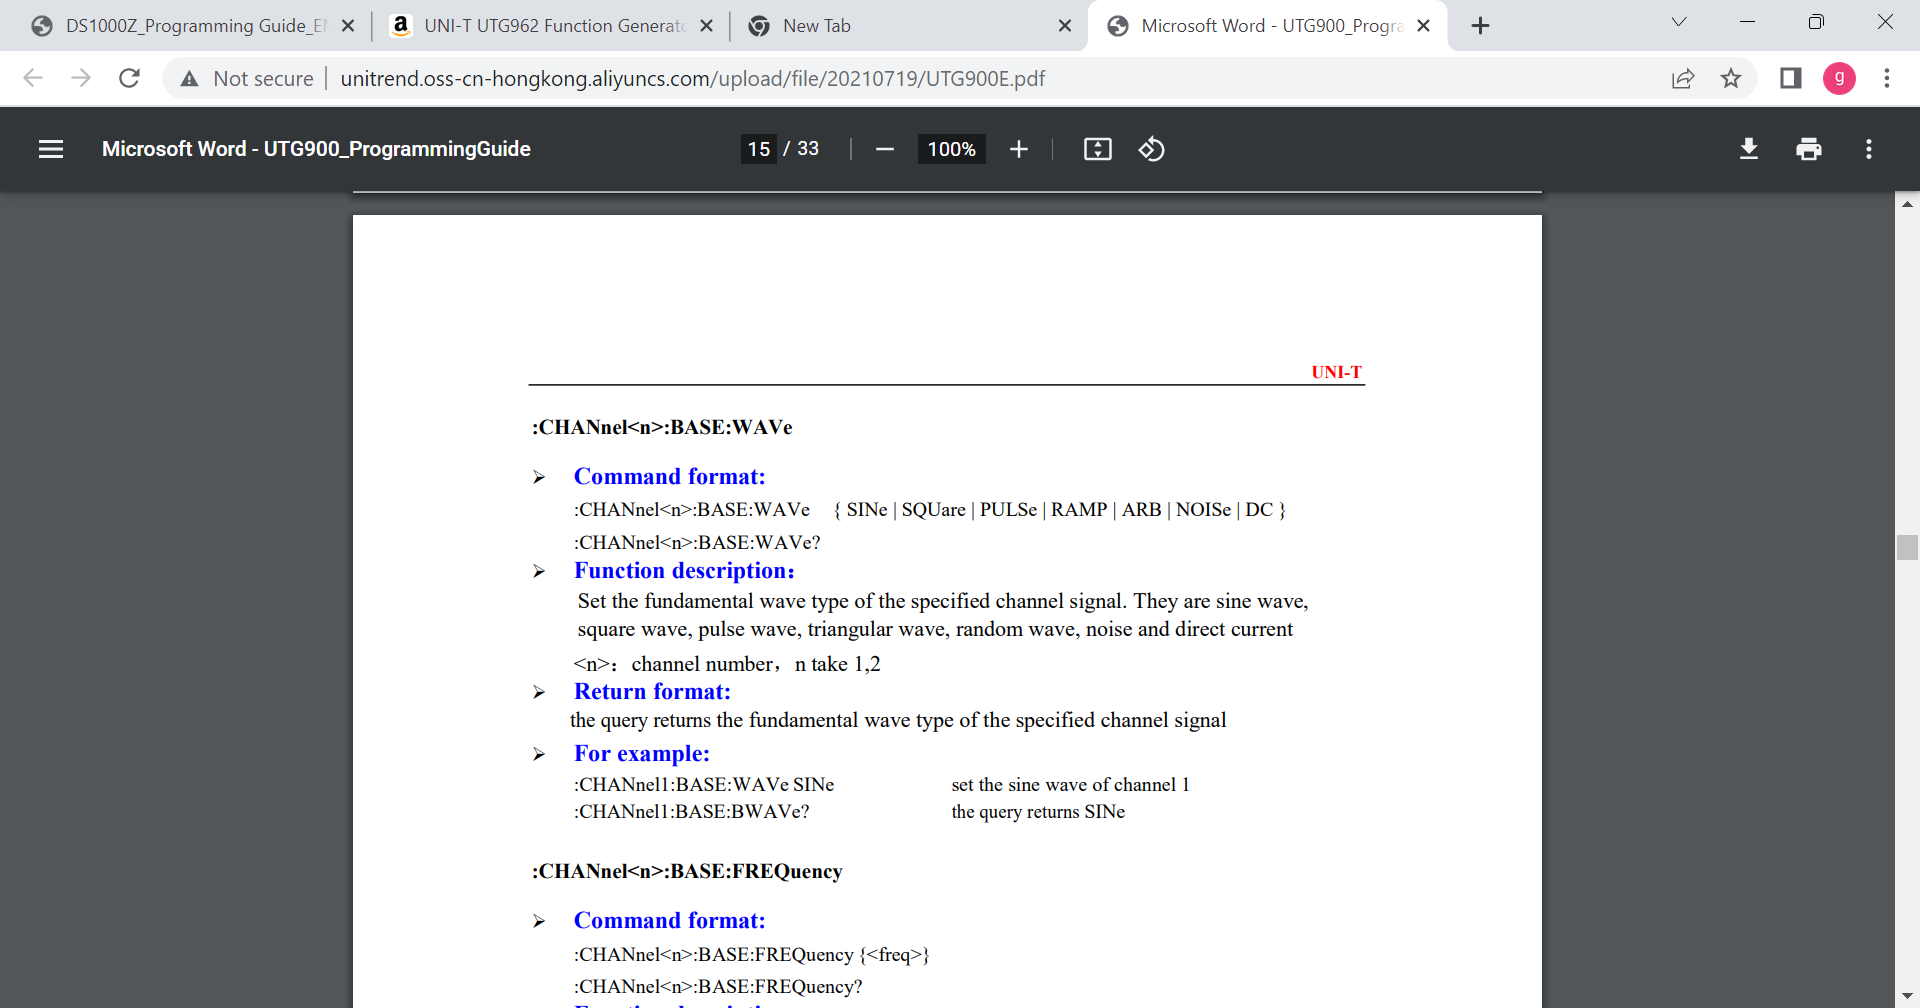 DS1000Z_Programming Guide_EN
UNI-T UTG962 Function Generato
New Tab
Microsoft Word - UTG900_Progra
Not secure
unitrend.oss-cn-hongkong.aliyuncs.com/upload/file/20210719/UTG900E.pdf
g
Microsoft Word - UTG900_ProgrammingGuide
15 / 33
100%
UNI-T
:CHANnel<n>:BASE:WAVe
Command format:
:CHANnel<n>:BASE:WAVe { SINe | SQUare | PULSe | RAMP | ARB | NOISe | DC }
:CHANnel<n>:BASE:WAVe?
Function description：
Set the fundamental wave type of the specified channel signal. They are sine wave,
square wave, pulse wave, triangular wave, random wave, noise and direct current
<n>：channel number，n take 1,2
Return format:
the query returns the fundamental wave type of the specified channel signal
For example:
:CHANnel1:BASE:WAVe SINe set the sine wave of channel 1
:CHANnel1:BASE:BWAVe? the query returns SINe
:CHANnel<n>:BASE:FREQuency
Command format:
:CHANnel<n>:BASE:FREQuency {<freq>}
:CHANnel<n>:BASE:FREQuency?